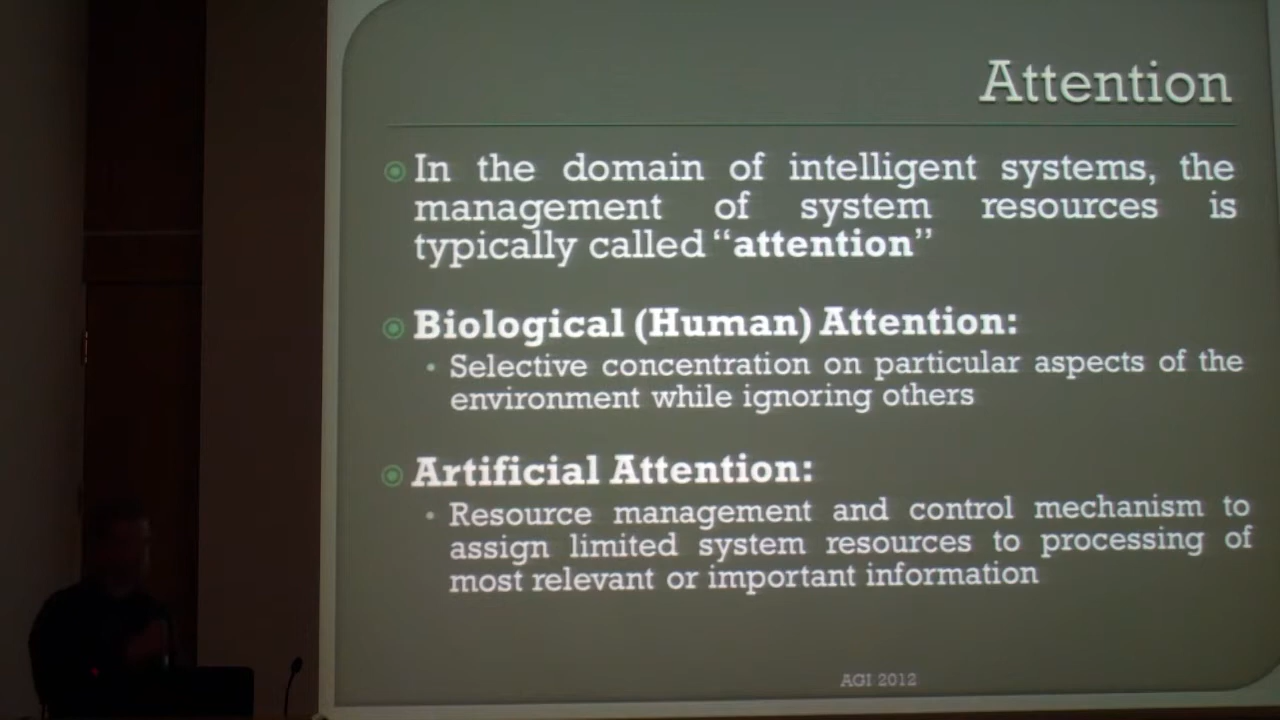 Attention
In the domain of intelligent systems, the
management of system resources is
typically called “attention”
Biological (Human) Attention:
Selective concentration on particular aspects of the
environment while ignoring others
Artificial Attention:
Resource management and control mechanism to
assign limited system resources to processing of
most relevant or important information
AGI 2012